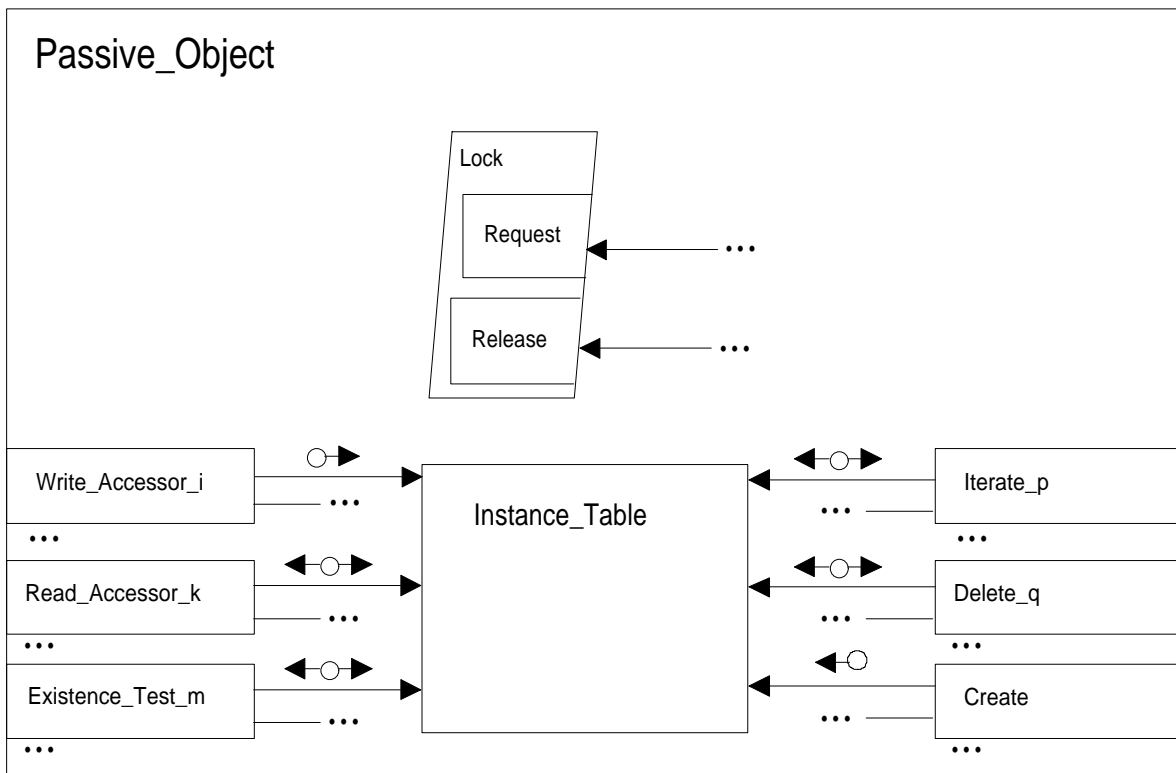 Passive_Object
Lock
Request
...
Release
...
Write_Accessor_i
...
...
Read_Accessor_k
...
...
Existence_Test_m
...
...
Instance_Table
Iterate_p
...
...
Delete_q
...
...
Create
...
...